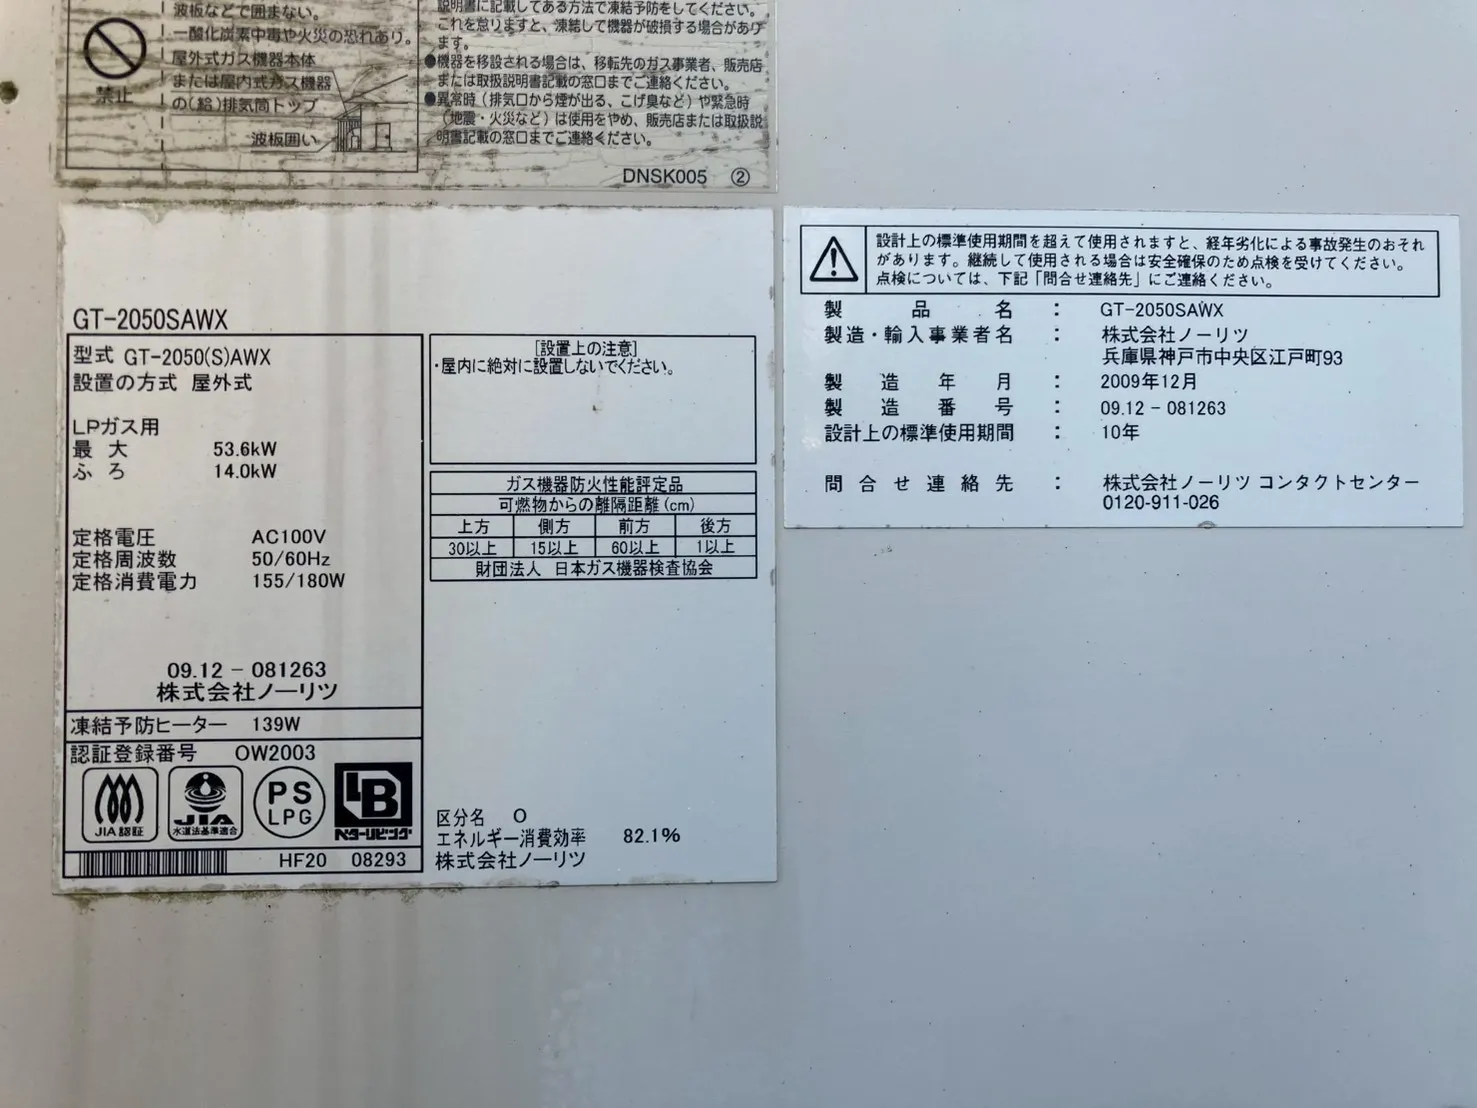 波板などで囲まない。
一酸化炭素中毒や火災の恐れあり。
禁止
屋外式ガス機器本体
または屋内式ガス機器
の(給)排気筒トップ
波板囲い
説明書に記載してある方法で凍結予防をしてください。
これを怠りますと、凍結して機器が破損する場合があり
ます。
●機器を移設される場合は、移転先のガス事業者、販売店
または取扱説明書記載の窓口までご連絡ください。
●異常時(排気口から煙が出る、こげ臭など)や緊急時
(地震・火災など)は使用をやめ、販売店または取扱説
明書記載の窓口までご連絡ください。
DNSK005 ②
GT-2050SAWX
型式 GT-2050(S)AWX
設置の方式 屋外式
LPガス用
最大 53.6kW
ふろ 14.0kW
定格電圧 AC100V
定格周波数 50/60Hz
定格消費電力 155/180W
09.12 - 081263
株式会社ノーリツ
凍結予防ヒーター 139W
認証登録番号 OW2003
JIA認証
JIA
水道法基準適合
PS
LPG
ベターリビング
HF20 08293
[設置上の注意]
・屋内に絶対に設置しないでください。
ガス機器防火性能評定品
可燃物からの離隔距離(cm)
上方 側方 前方 後方
30以上 15以上 60以上 1以上
財団法人 日本ガス機器検査協会
区分名 O
エネルギー消費効率 82.1%
株式会社ノーリツ
設計上の標準使用期間を超えて使用されますと、経年劣化による事故発生のおそれ
があります。継続して使用される場合は安全確保のため点検を受けてください。
点検については、下記「問合せ連絡先」にご連絡ください。
製品名 : GT-2050SAWX
製造・輸入事業者名 : 株式会社ノーリツ
兵庫県神戸市中央区江戸町93
製造年月 : 2009年12月
製造番号 : 09.12 - 081263
設計上の標準使用期間 : 10年
問合せ連絡先 : 株式会社ノーリツ コンタクトセンター
0120-911-026